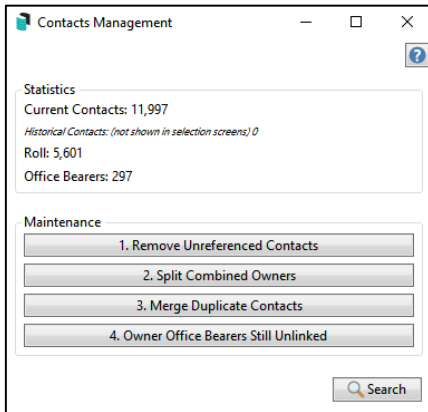 Contacts Management
Statistics
Current Contacts: 11,997
Historical Contacts: (not shown in selection screens) 0
Roll: 5,601
Office Bearers: 297
Maintenance
1. Remove Unreferenced Contacts
2. Split Combined Owners
3. Merge Duplicate Contacts
4. Owner Office Bearers Still Unlinked
Search